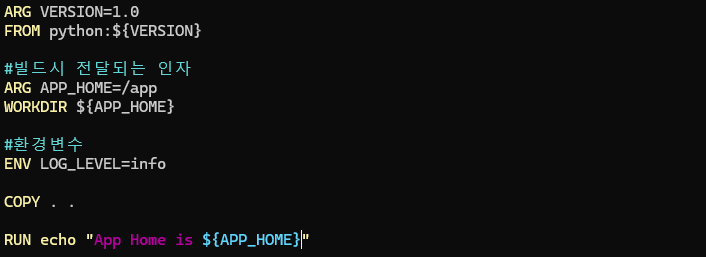 ARG VERSION=1.0
FROM python:${VERSION}
#빌드시 전달되는 인자
ARG APP_HOME=/app
WORKDIR ${APP_HOME}
#환경변수
ENV LOG_LEVEL=info
COPY . .
RUN echo "App Home is ${APP_HOME}"